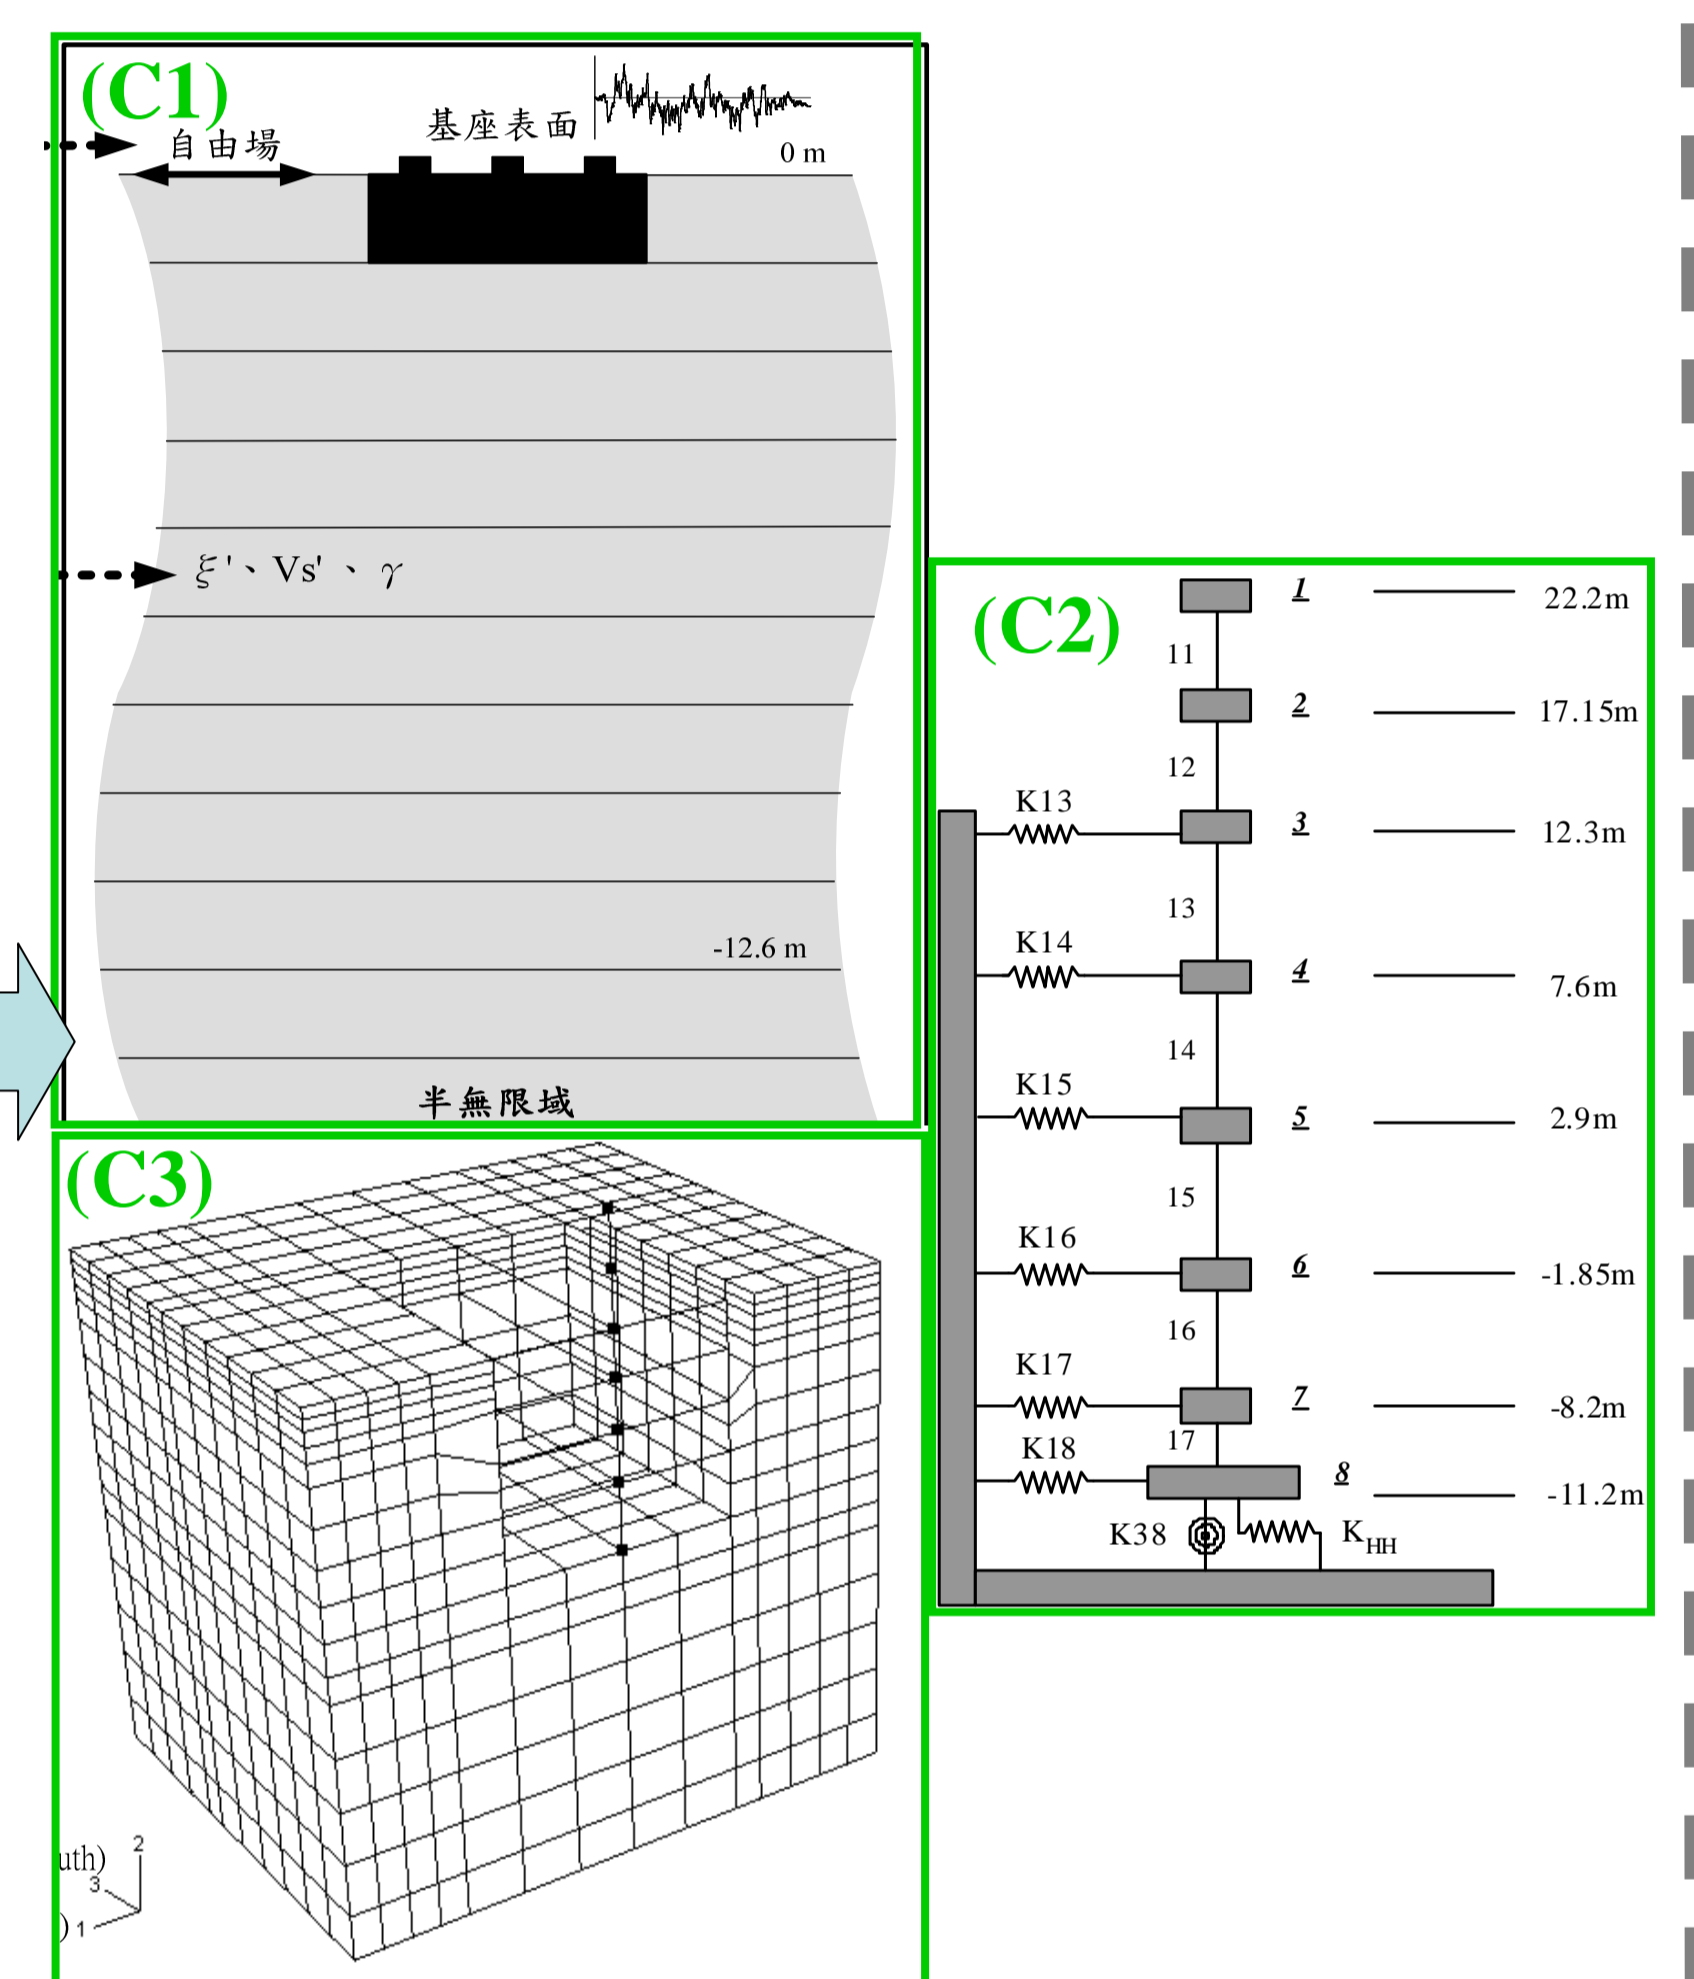 (C1)
自由場
基座表面
0 m
ξ'、Vs'、γ
-12.6 m
半無限域
(C2)
1
22.2m
11
2
17.15m
12
K13
3
12.3m
13
K14
4
7.6m
14
K15
5
2.9m
15
K16
6
-1.85m
16
K17
7
-8.2m
17
K18
8
-11.2m
K38
KHH
(C3)
uth)
2
3
)
1